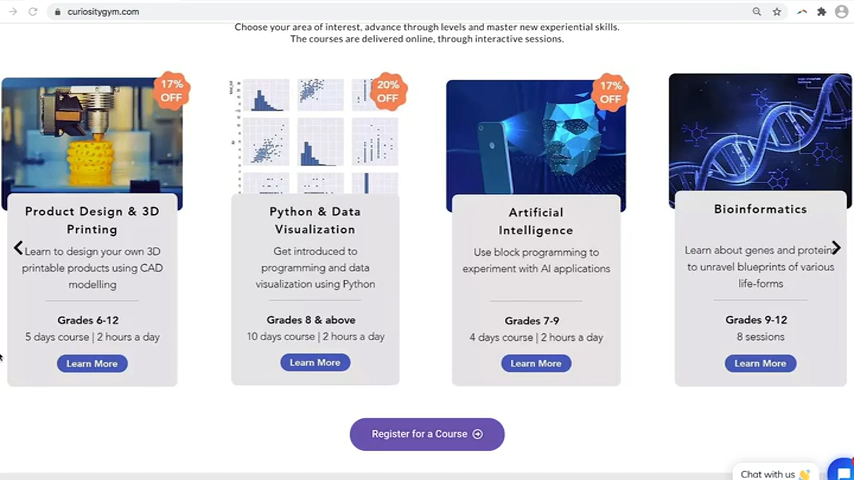 curiositygym.com
Choose your area of interest, advance through levels and master new experiential skills.
The courses are delivered online, through interactive sessions.
17%
OFF
Product Design & 3D
Printing
Learn to design your own 3D
printable products using CAD
modelling
Grades 6-12
5 days course | 2 hours a day
Learn More
20%
OFF
Python & Data
Visualization
Get introduced to
programming and data
visualization using Python
Grades 8 & above
10 days course | 2 hours a day
Learn More
17%
OFF
Artificial
Intelligence
Use block programming to
experiment with AI applications
Grades 7-9
4 days course | 2 hours a day
Learn More
Bioinformatics
Learn about genes and proteins
to unravel blueprints of various
life-forms
Grades 9-12
8 sessions
Learn More
Register for a Course
Chat with us 👋